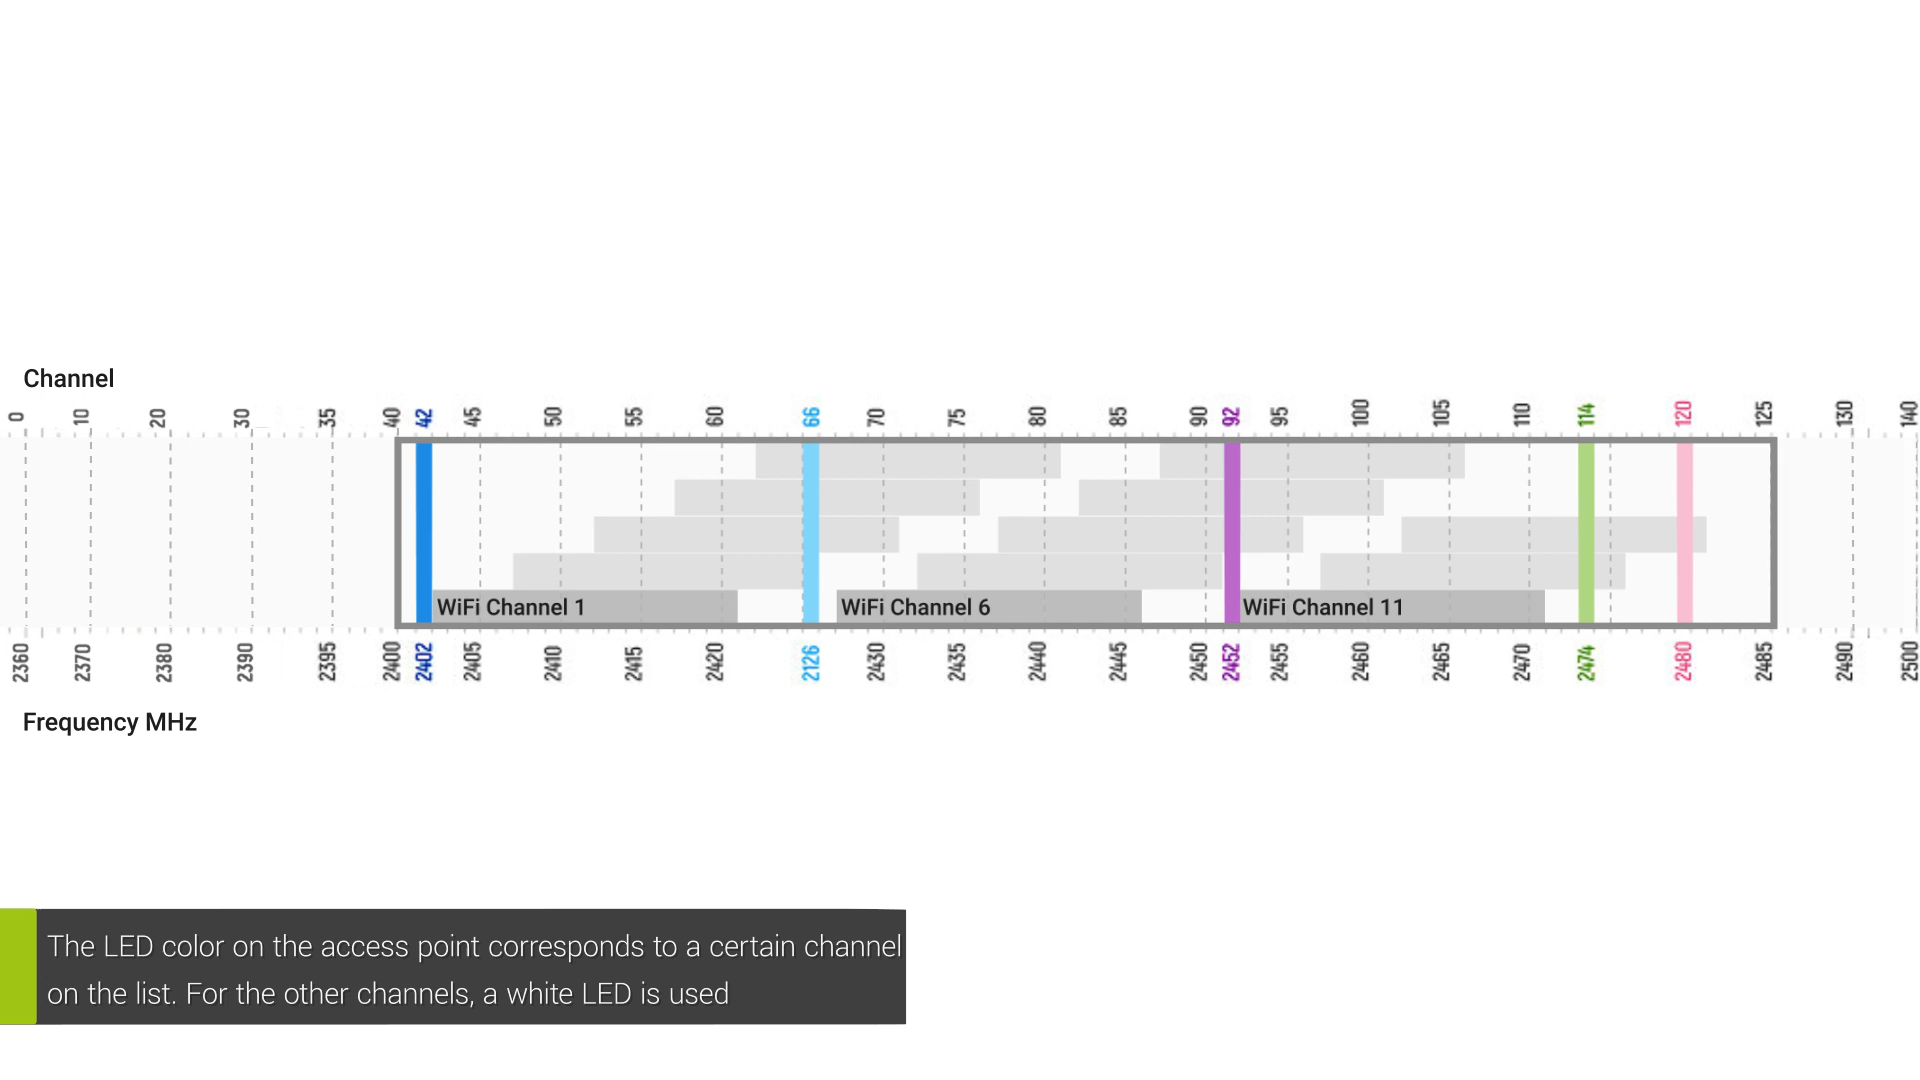 Channel
0 10 20 30 35 40 42 45 50 55 60 66 70 75 80 85 90 92 95 100 105 110 114 120 125 130 140
WiFi Channel 1 WiFi Channel 6 WiFi Channel 11
2360 2370 2380 2390 2395 2400 2402 2405 2410 2415 2420 2126 2430 2435 2440 2445 2450 2452 2455 2460 2465 2470 2474 2480 2485 2490 2500
Frequency MHz
The LED color on the access point corresponds to a certain channel
on the list. For the other channels, a white LED is used